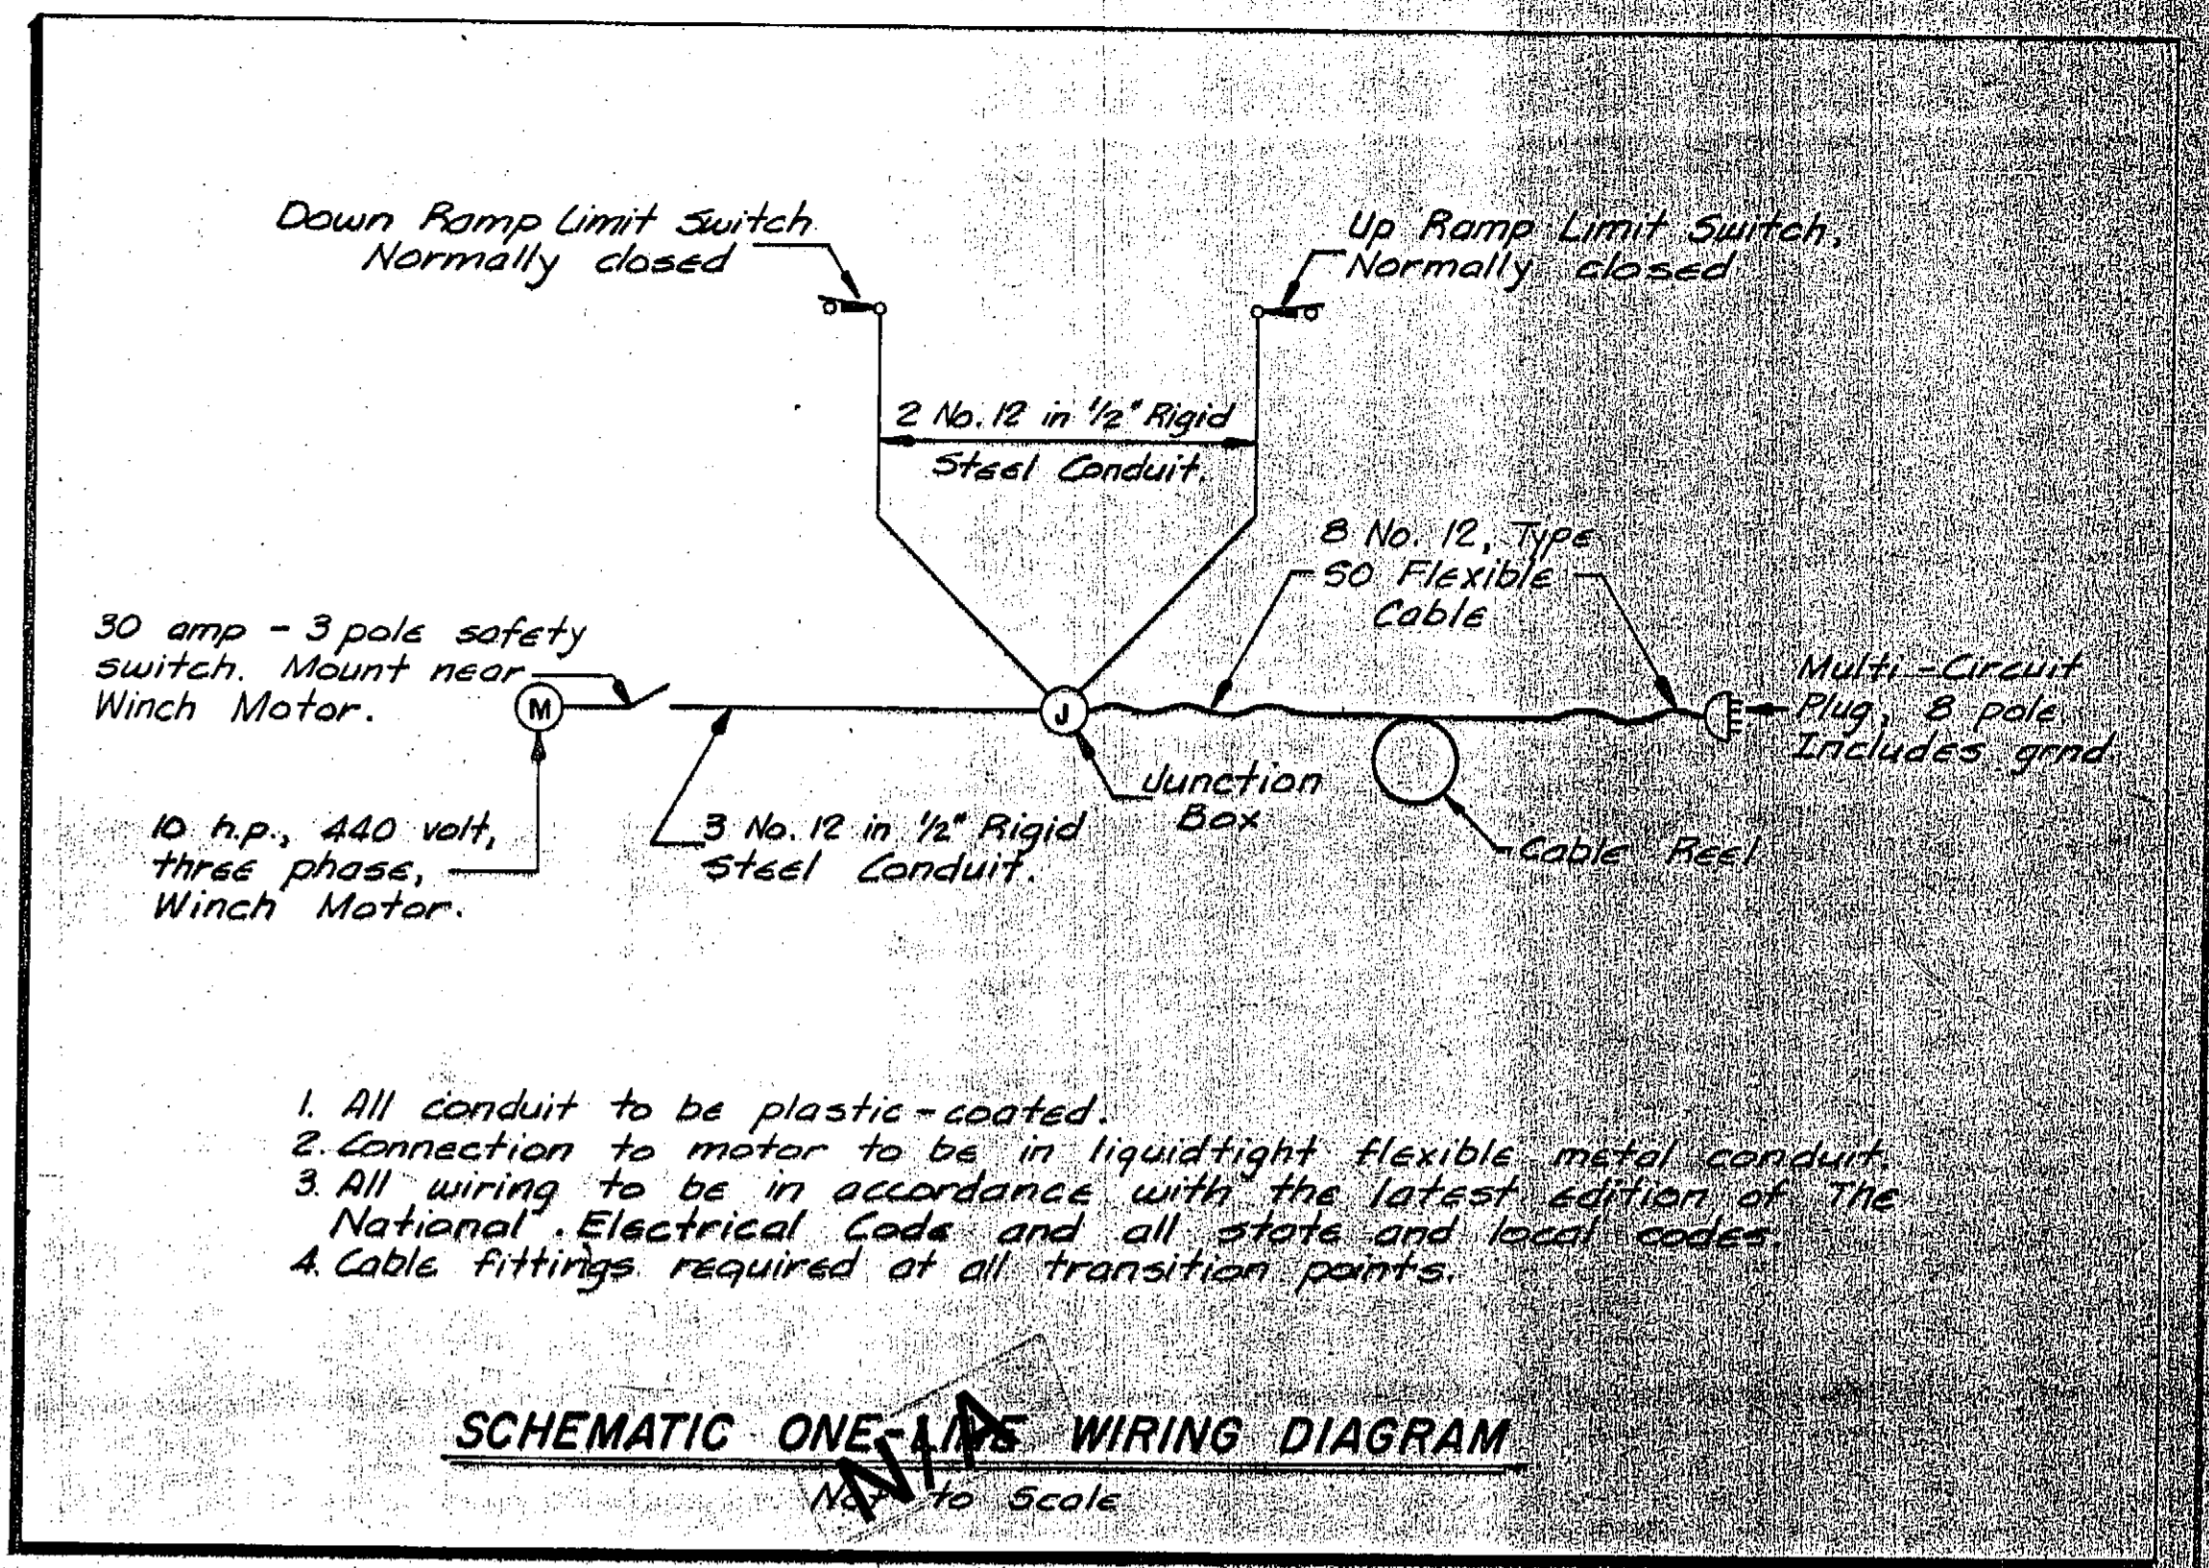 Down Ramp Limit Switch
Normally closed
Up Ramp Limit Switch,
Normally closed
2 No. 12 in 1/2" Rigid
Steel Conduit.
8 No. 12, Type
SO Flexible
Cable
30 amp - 3 pole safety
switch. Mount near
Winch Motor.
M
J
Multi-Circuit
Plug, 8 pole.
Includes grnd.
Junction
Box
10 h.p., 440 volt,
three phase,
Winch Motor.
3 No. 12 in 1/2" Rigid
Steel Conduit.
Cable Reel
1. All conduit to be plastic-coated.
2. Connection to motor to be in liquidtight flexible metal conduit.
3. All wiring to be in accordance with the latest edition of The
National Electrical Code and all state and local codes.
4. Cable fittings required at all transition points.
SCHEMATIC ONE-LINE WIRING DIAGRAM
N/A
Not to Scale